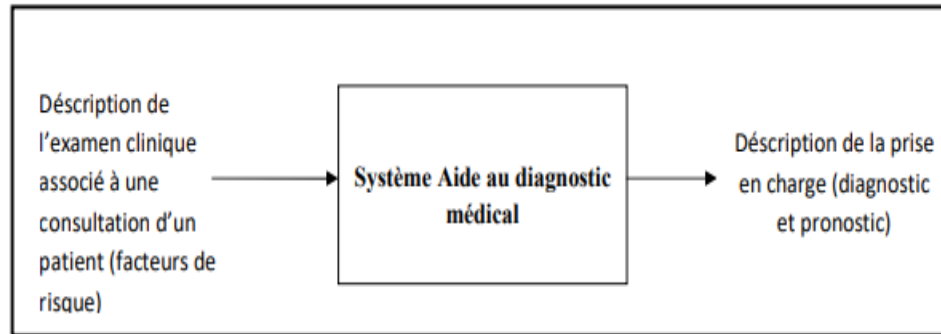 Déscription de
l'examen clinique
associé à une
consultation d'un
patient (facteurs de
risque)
Système Aide au diagnostic
médical
Déscription de la prise
en charge (diagnostic
et pronostic)